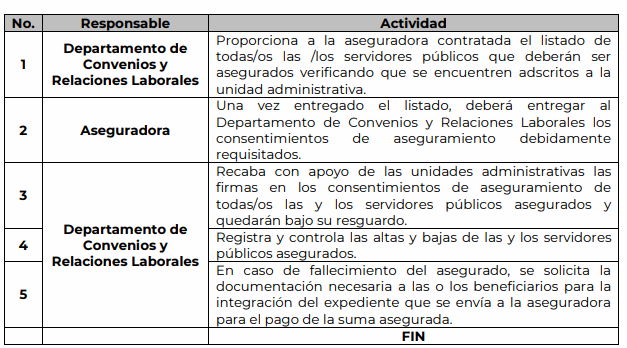 No. Responsable Actividad
1
Departamento de
Convenios y
Relaciones Laborales
Proporciona a la aseguradora contratada el listado de
todas/os las /los servidores públicos que deberán ser
asegurados verificando que se encuentren adscritos a la
unidad administrativa.
2
Aseguradora
Una vez entregado el listado, deberá entregar al
Departamento de Convenios y Relaciones Laborales los
consentimientos de aseguramiento debidamente
requisitados.
3
Departamento de
Convenios y
Relaciones Laborales
Recaba con apoyo de las unidades administrativas las
firmas en los consentimientos de aseguramiento de
todas/os las y los servidores públicos asegurados y
quedarán bajo su resguardo.
4
Registra y controla las altas y bajas de las y los servidores
públicos asegurados.
5
En caso de fallecimiento del asegurado, se solicita la
documentación necesaria a las o los beneficiarios para la
integración del expediente que se envía a la aseguradora
para el pago de la suma asegurada.
FIN